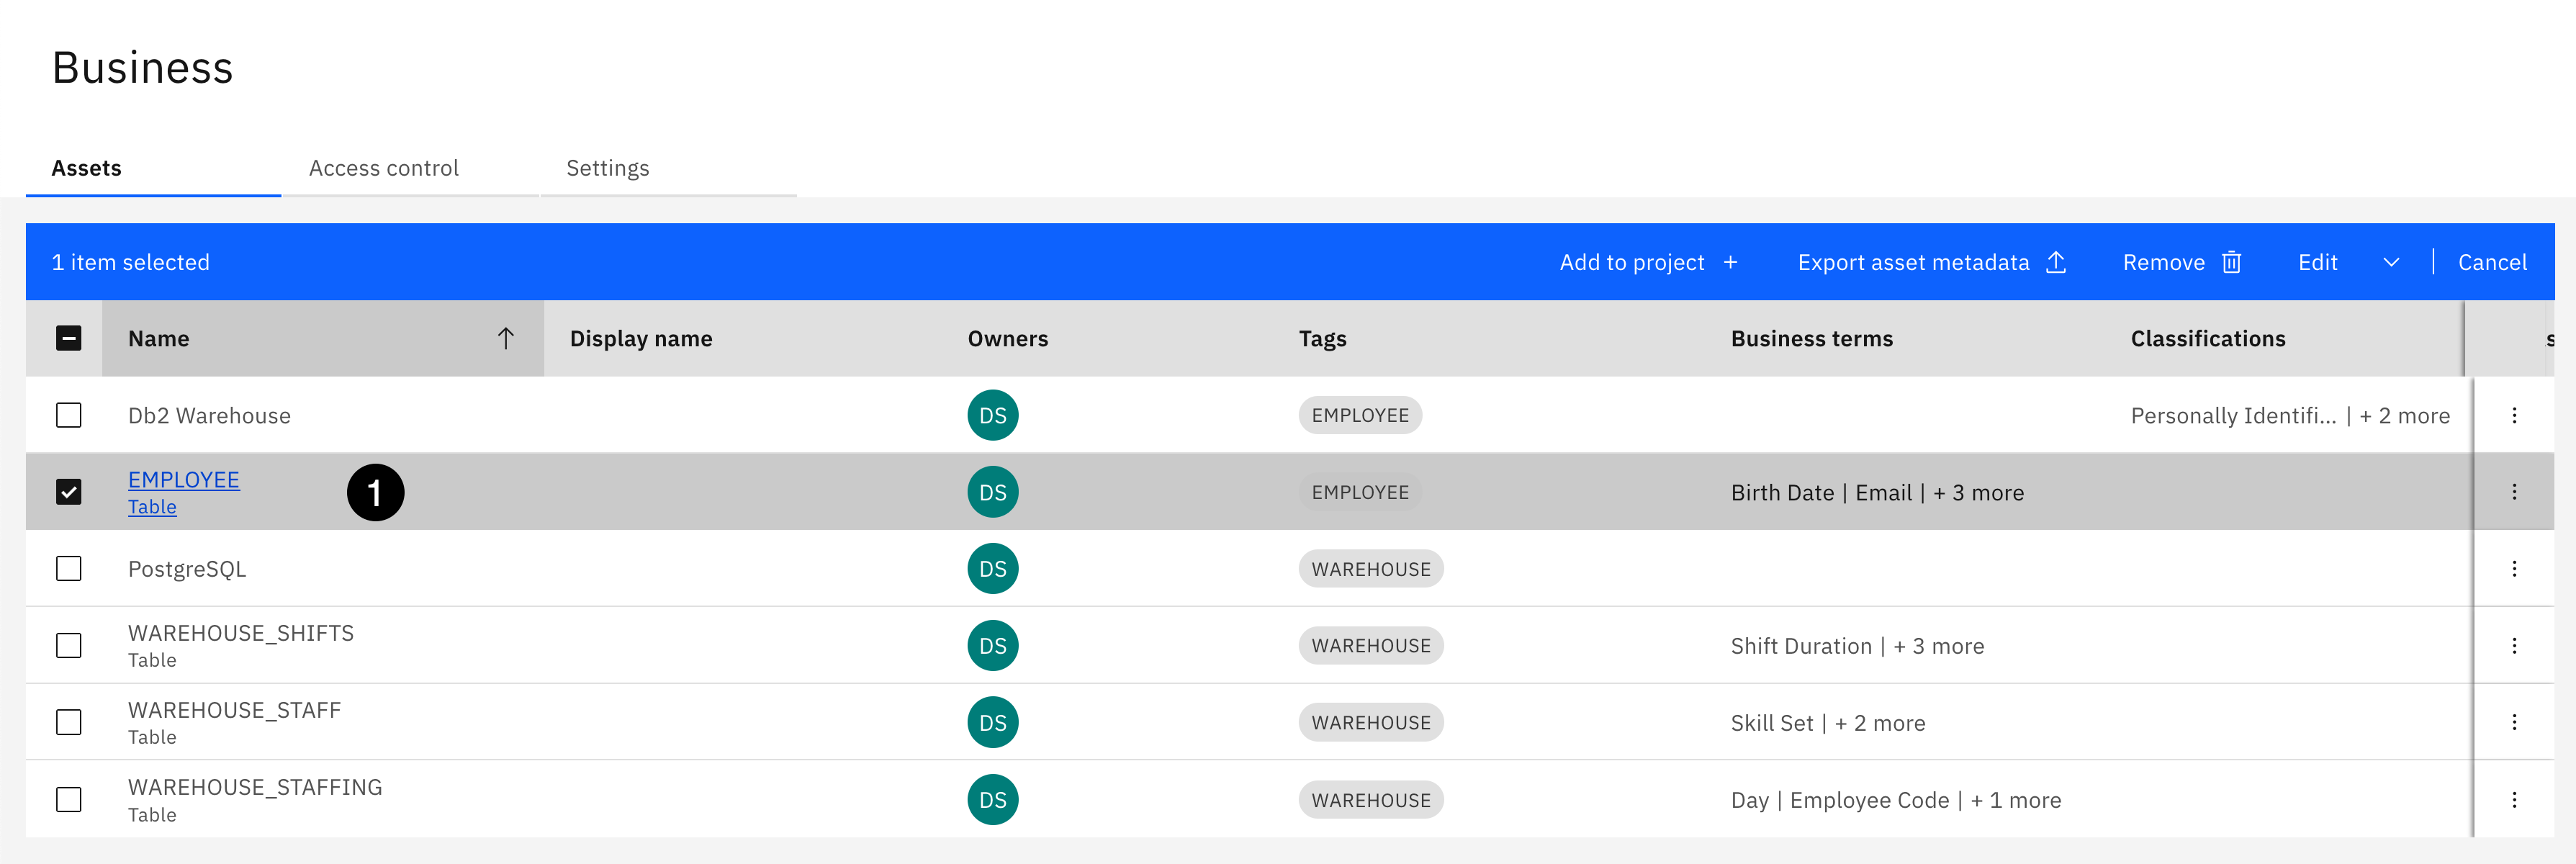 Business
Assets Access control Settings
1 item selected Add to project + Export asset metadata Remove Edit Cancel
Name Display name Owners Tags Business terms Classifications
Db2 Warehouse DS EMPLOYEE Personally Identifi... | + 2 more
EMPLOYEE
Table 1 DS EMPLOYEE Birth Date | Email | + 3 more
PostgreSQL DS WAREHOUSE
WAREHOUSE_SHIFTS
Table DS WAREHOUSE Shift Duration | + 3 more
WAREHOUSE_STAFF
Table DS WAREHOUSE Skill Set | + 2 more
WAREHOUSE_STAFFING
Table DS WAREHOUSE Day | Employee Code | + 1 more